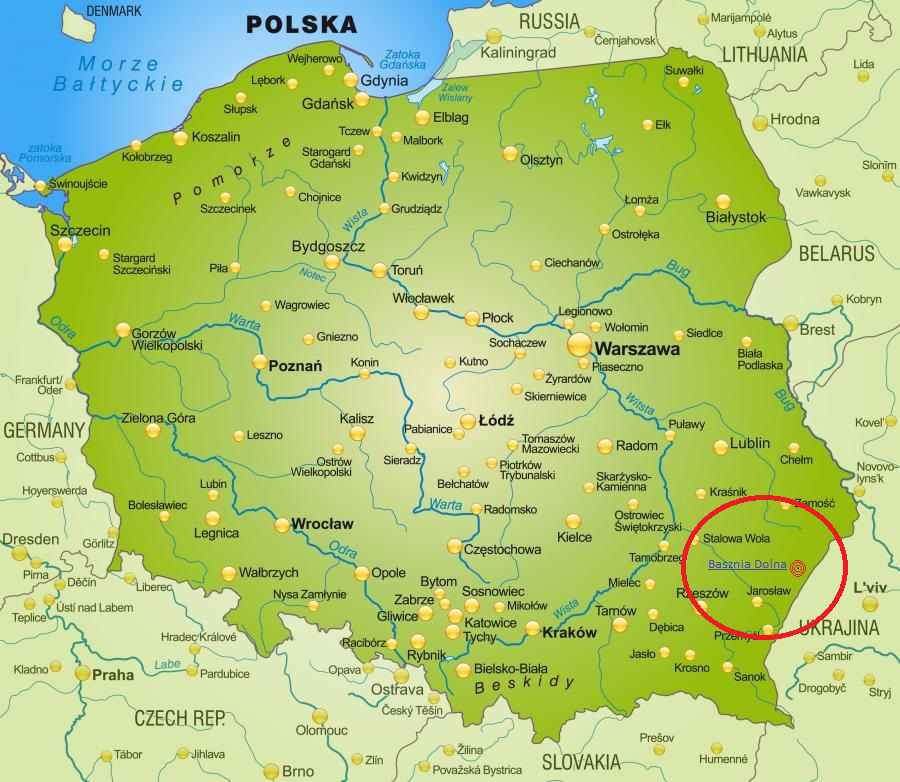 DENMARK
POLSKA
RUSSIA
Marijampolė
Alytus
Černjahovsk
LITHUANIA
Kaliningrad
Lida
Morze
Bałtyckie
Zatoka
Gdańska
Wejherowo
Gdynia
Lębork
Suwałki
Zalew
Wislany
Słupsk
Gdańsk
Elblag
Hrodna
Koszalin
Tczew
Malbork
Ełk
Kołobrzeg
zatoka
Pomorska
Starogard
Gdański
Olsztyn
Pomorze
Slonim
Świnoujście
Kwidzyn
Chojnice
Vawkavysk
Szczecinek
Grudziądz
Łomża
Białystok
Wisła
Szczecin
Ostrołęka
Bydgoszcz
BELARUS
Stargard
Szczeciński
Piła
Toruń
Ciechanów
Bug
Notec
Włocławek
Kobryn
Wagrowiec
Płock
Legionowo
Brest
Odra
Warta
Wołomin
Gorzów
Wielkopolski
Gniezno
Siedlce
Sochaczew
Warszawa
Biała
Podlaska
Poznań
Konin
Kutno
Piaseczno
Frankfurt/
Oder
Żyrardów
Skierniewice
Bug
Witsta
Zielona Góra
Kalisz
Łódź
Puławy
Kovel'
GERMANY
Leszno
Pabianice
Tomaszów
Mazowiecki
Radom
Lublin
Cottbus
Ostrów
Wielkopolski
Sieradz
Piotrków
Trybunalski
Chełm
Novovo-
lyns'k
Hoyerswerda
Lubin
Bełchatów
Skarżysko-
Kamienna
Kraśnik
Bolesławiec
Warta
Radomsko
Zamość
Legnica
Wrocław
Kielce
Ostrowiec
Świętokrzyski
Dresden
Görlitz
Odra
Częstochowa
Stalowa Wola
Tarnobrzeg
Basznia Dolna
Pirna
Děčín
Liberec
Wałbrzych
Opole
Bytom
Mielec
L'viv
Nysa Zamłynie
Zabrze
Sosnowiec
Rzeszów
Jarosław
Ústí nad Labem
Gliwice
Mikołów
Wisła
Tarnów
Teplice
Katowice
Hradec Králové
Tychy
Kraków
Dębica
Przemyśl
UKRAJINA
Racibórz
Rybnik
Kladno
Labe
Jasło
Sambir
Praha
Pardubice
Opava
Bielsko-Biała
Krosno
Sanok
Beskidy
Drogobyč
Stryj
Ostrava
Český Těšín
CZECH REP.
Olomouc
Prešov
Tábor
Jihlava
Zlín
Žilina
Humenné
Brno
Považská Bystrica
SLOVAKIA